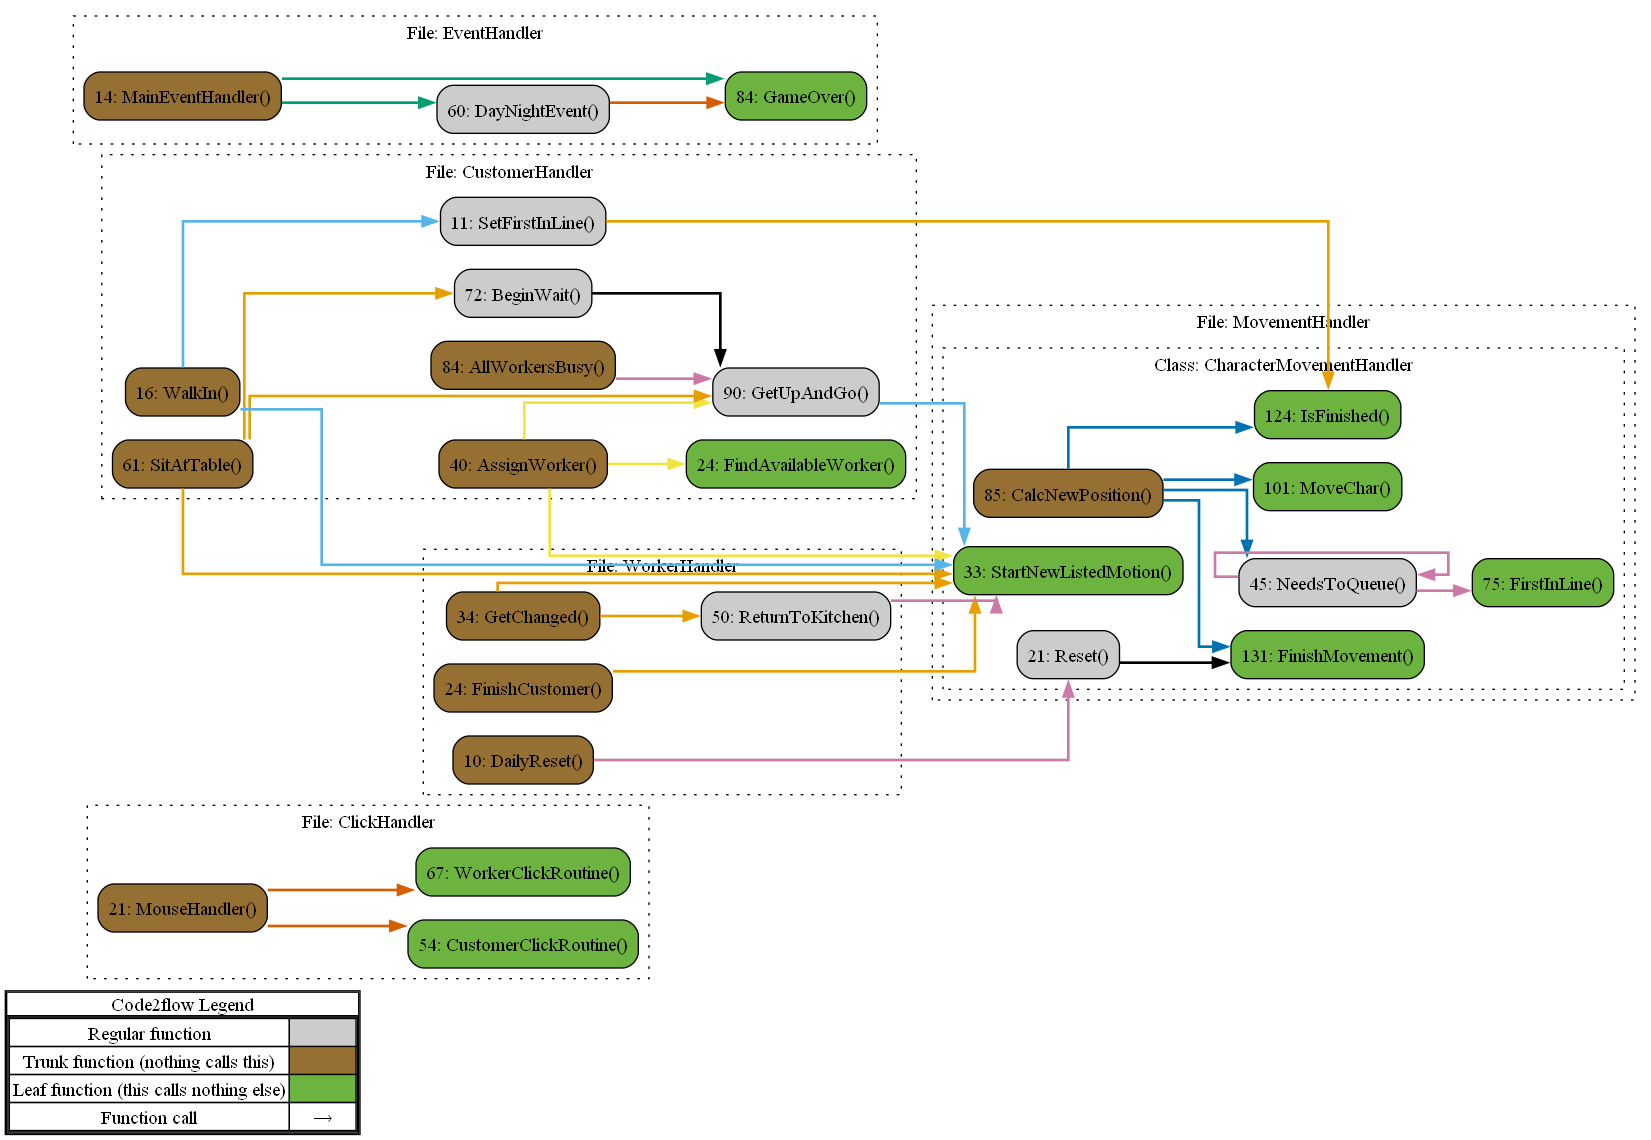 File: EventHandler
14: MainEventHandler()
60: DayNightEvent()
84: GameOver()
File: CustomerHandler
11: SetFirstInLine()
72: BeginWait()
84: AllWorkersBusy()
16: WalkIn()
90: GetUpAndGo()
61: SitAtTable()
40: AssignWorker()
24: FindAvailableWorker()
File: MovementHandler
Class: CharacterMovementHandler
124: IsFinished()
85: CalcNewPosition()
101: MoveChar()
33: StartNewListedMotion()
45: NeedsToQueue()
75: FirstInLine()
21: Reset()
131: FinishMovement()
File: WorkerHandler
34: GetChanged()
50: ReturnToKitchen()
24: FinishCustomer()
10: DailyReset()
File: ClickHandler
67: WorkerClickRoutine()
21: MouseHandler()
54: CustomerClickRoutine()
Code2flow Legend
Regular function
Trunk function (nothing calls this)
Leaf function (this calls nothing else)
Function call →